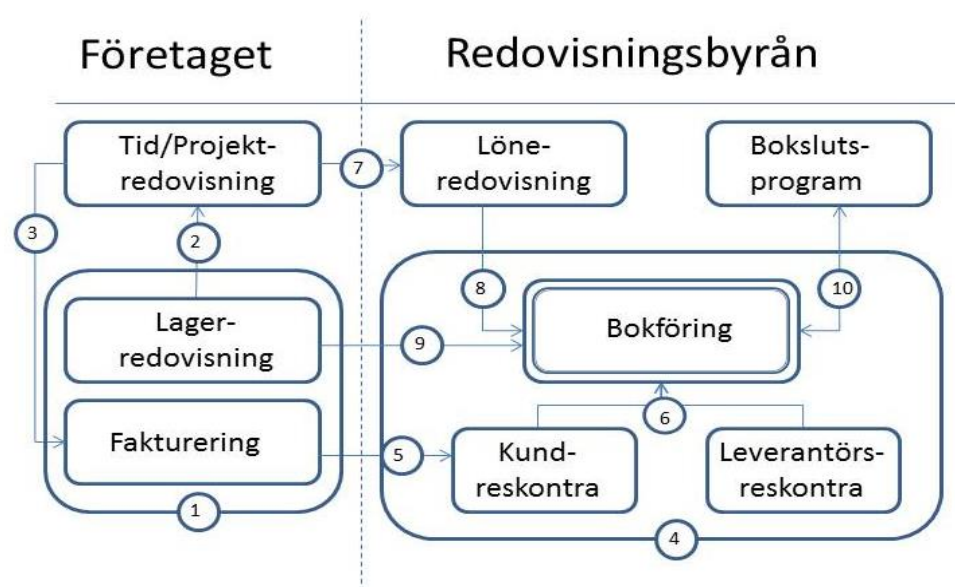 Företaget
Redovisningsbyrån
Tid/Projekt-
redovisning
Löne-
redovisning
Boksluts-
program
7
3
2
8
10
Lager-
redovisning
Bokföring
9
6
Fakturering
5
Kund-
reskontra
Leverantörs-
reskontra
1
4